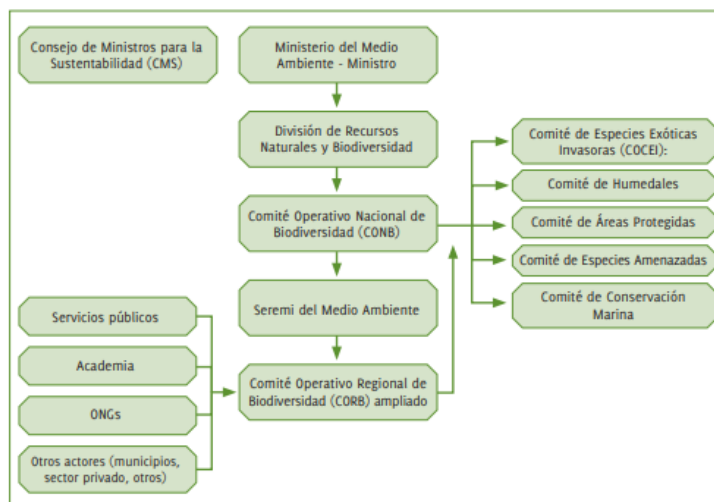 Consejo de Ministros para la
Sustentabilidad (CMS)
Ministerio del Medio
Ambiente - Ministro
División de Recursos
Naturales y Biodiversidad
Comité Operativo Nacional de
Biodiversidad (CONB)
Seremi del Medio Ambiente
Comité Operativo Regional de
Biodiversidad (CORB) ampliado
Comité de Especies Exóticas
Invasoras (COCEI):
Comité de Humedales
Comité de Áreas Protegidas
Comité de Especies Amenazadas
Comité de Conservación
Marina
Servicios públicos
Academia
ONGs
Otros actores (municipios,
sector privado, otros)